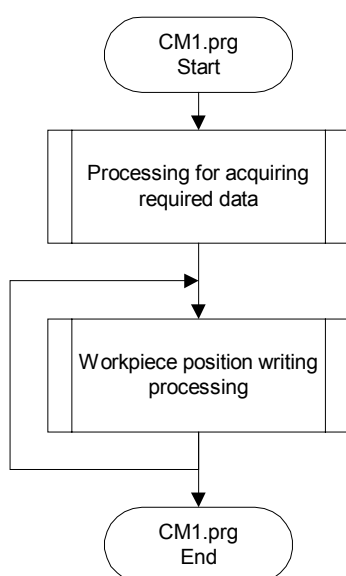 CM1.prg
Start
Processing for acquiring
required data
Workpiece position writing
processing
CM1.prg
End